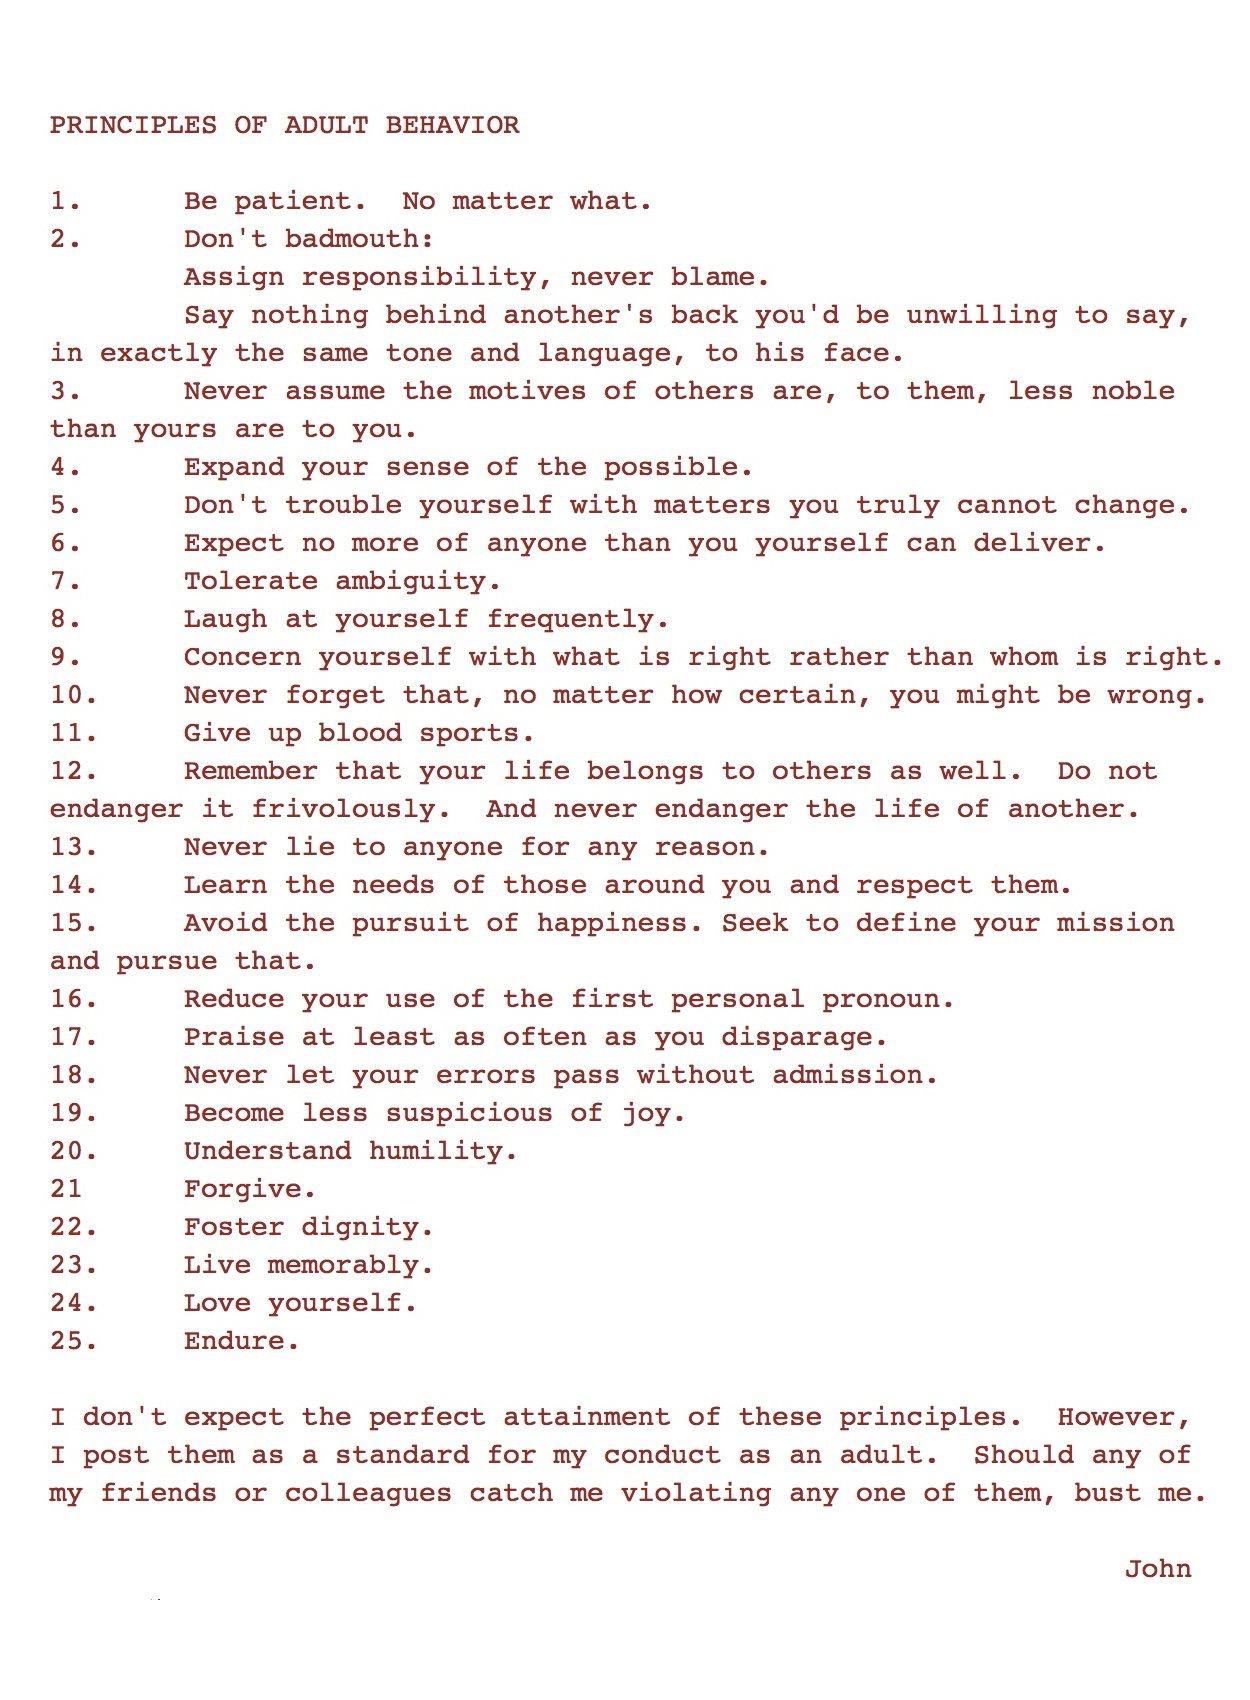 PRINCIPLES OF ADULT BEHAVIOR
1. Be patient. No matter what.
2. Don't badmouth:
Assign responsibility, never blame.
Say nothing behind another's back you'd be unwilling to say,
in exactly the same tone and language, to his face.
3. Never assume the motives of others are, to them, less noble
than yours are to you.
4. Expand your sense of the possible.
5. Don't trouble yourself with matters you truly cannot change.
6. Expect no more of anyone than you yourself can deliver.
7. Tolerate ambiguity.
8. Laugh at yourself frequently.
9. Concern yourself with what is right rather than whom is right.
10. Never forget that, no matter how certain, you might be wrong.
11. Give up blood sports.
12. Remember that your life belongs to others as well. Do not
endanger it frivolously. And never endanger the life of another.
13. Never lie to anyone for any reason.
14. Learn the needs of those around you and respect them.
15. Avoid the pursuit of happiness. Seek to define your mission
and pursue that.
16. Reduce your use of the first personal pronoun.
17. Praise at least as often as you disparage.
18. Never let your errors pass without admission.
19. Become less suspicious of joy.
20. Understand humility.
21 Forgive.
22. Foster dignity.
23. Live memorably.
24. Love yourself.
25. Endure.
I don't expect the perfect attainment of these principles. However,
I post them as a standard for my conduct as an adult. Should any of
my friends or colleagues catch me violating any one of them, bust me.
John